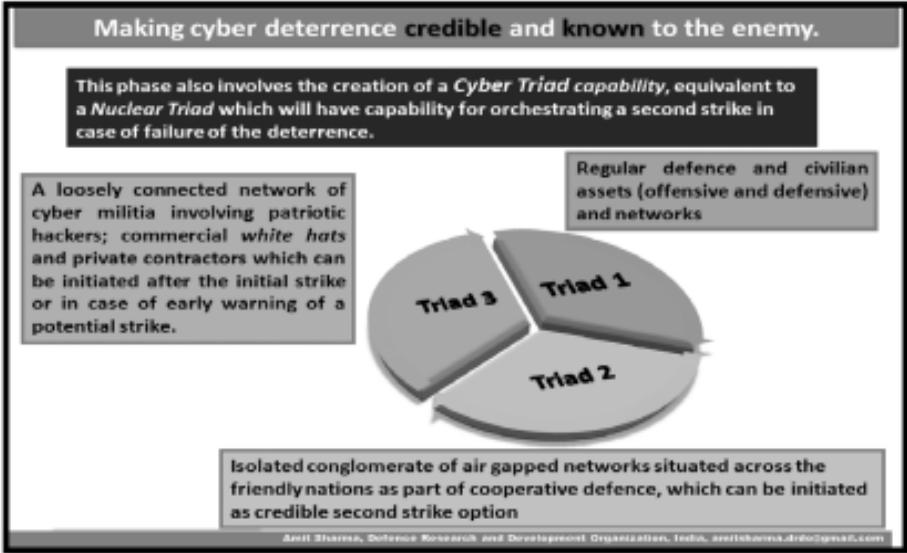 Making cyber deterrence credible and known to the enemy.
This phase also involves the creation of a Cyber Triad capability, equivalent to
a Nuclear Triad which will have capability for orchestrating a second strike in
case of failure of the deterrence.
Regular defence and civilian
assets (offensive and defensive)
and networks
A loosely connected network of
cyber militia involving patriotic
hackers; commercial white hats
and private contractors which can
be initiated after the initial strike
or in case of early warning of a
potential strike.
Triad 3
Triad 1
Triad 2
Isolated conglomerate of air gapped networks situated across the
friendly nations as part of cooperative defence, which can be initiated
as credible second strike option
Amit Sharma, Defence Research and Development Organization, India, amitsharma.drdo@gmail.com